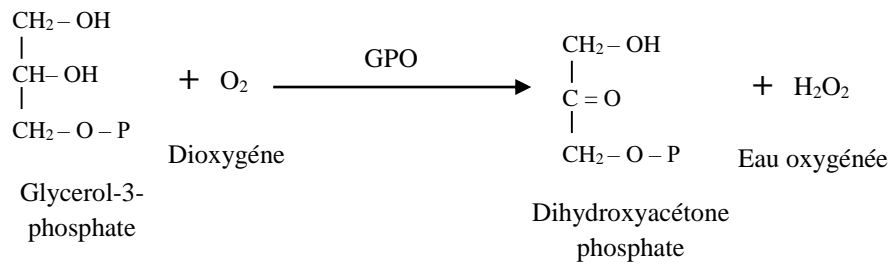 CH2 – OH
CH– OH
CH2 – O – P
Glycerol-3-
phosphate
+
O2
Dioxygéne
GPO
CH2 – OH
C = O
CH2 – O – P
Dihydroxyacétone
phosphate
+
H2O2
Eau oxygénée